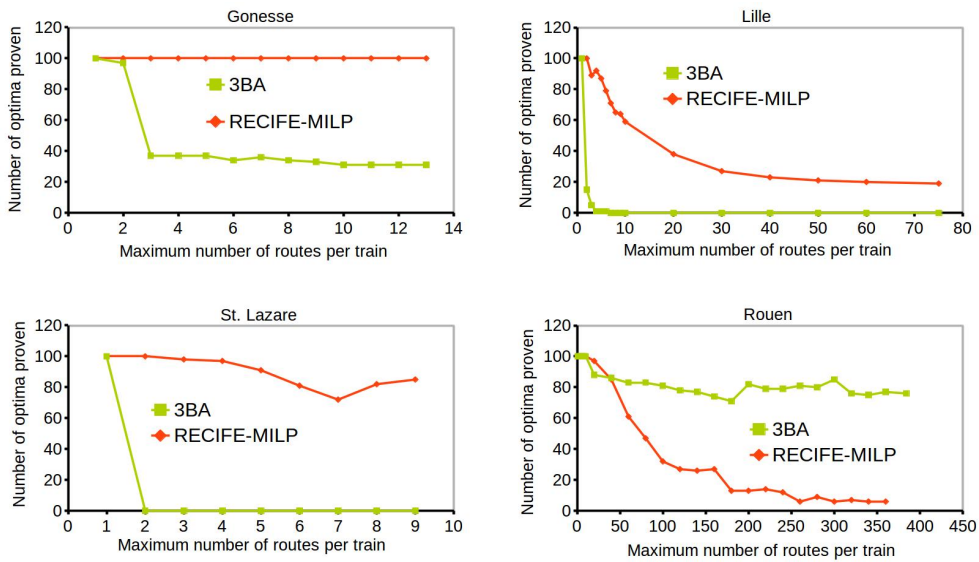 Gonesse
Number of optima proven
120
100
80
60
40
20
0
3BA
RECIFE-MILP
0 2 4 6 8 10 12 14
Maximum number of routes per train
Lille
Number of optima proven
120
100
80
60
40
20
0
3BA
RECIFE-MILP
0 10 20 30 40 50 60 70 80
Maximum number of routes per train
St. Lazare
Number of optima proven
120
100
80
60
40
20
0
3BA
RECIFE-MILP
0 1 2 3 4 5 6 7 8 9 10
Maximum number of routes per train
Rouen
Number of optima proven
120
100
80
60
40
20
0
3BA
RECIFE-MILP
0 50 100 150 200 250 300 350 400 450
Maximum number of routes per train